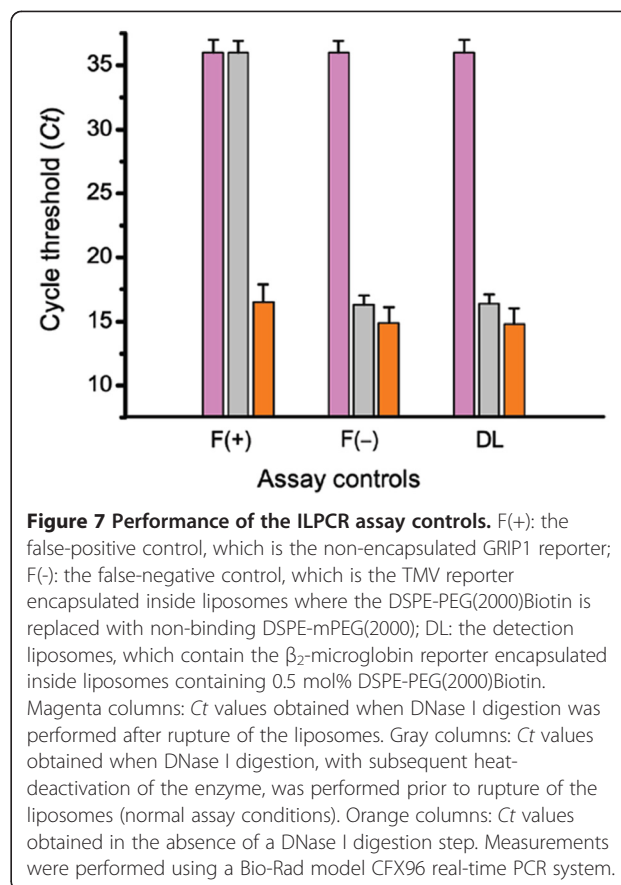 35
30
25
20
15
10
Cycle threshold (Ct)
F(+) F(−) DL
Assay controls
Figure 7 Performance of the ILPCR assay controls. F(+): the
false-positive control, which is the non-encapsulated GRIP1 reporter;
F(-): the false-negative control, which is the TMV reporter
encapsulated inside liposomes where the DSPE-PEG(2000)Biotin is
replaced with non-binding DSPE-mPEG(2000); DL: the detection
liposomes, which contain the β₂-microglobin reporter encapsulated
inside liposomes containing 0.5 mol% DSPE-PEG(2000)Biotin.
Magenta columns: Ct values obtained when DNase I digestion was
performed after rupture of the liposomes. Gray columns: Ct values
obtained when DNase I digestion, with subsequent heat-
deactivation of the enzyme, was performed prior to rupture of the
liposomes (normal assay conditions). Orange columns: Ct values
obtained in the absence of a DNase I digestion step. Measurements
were performed using a Bio-Rad model CFX96 real-time PCR system.